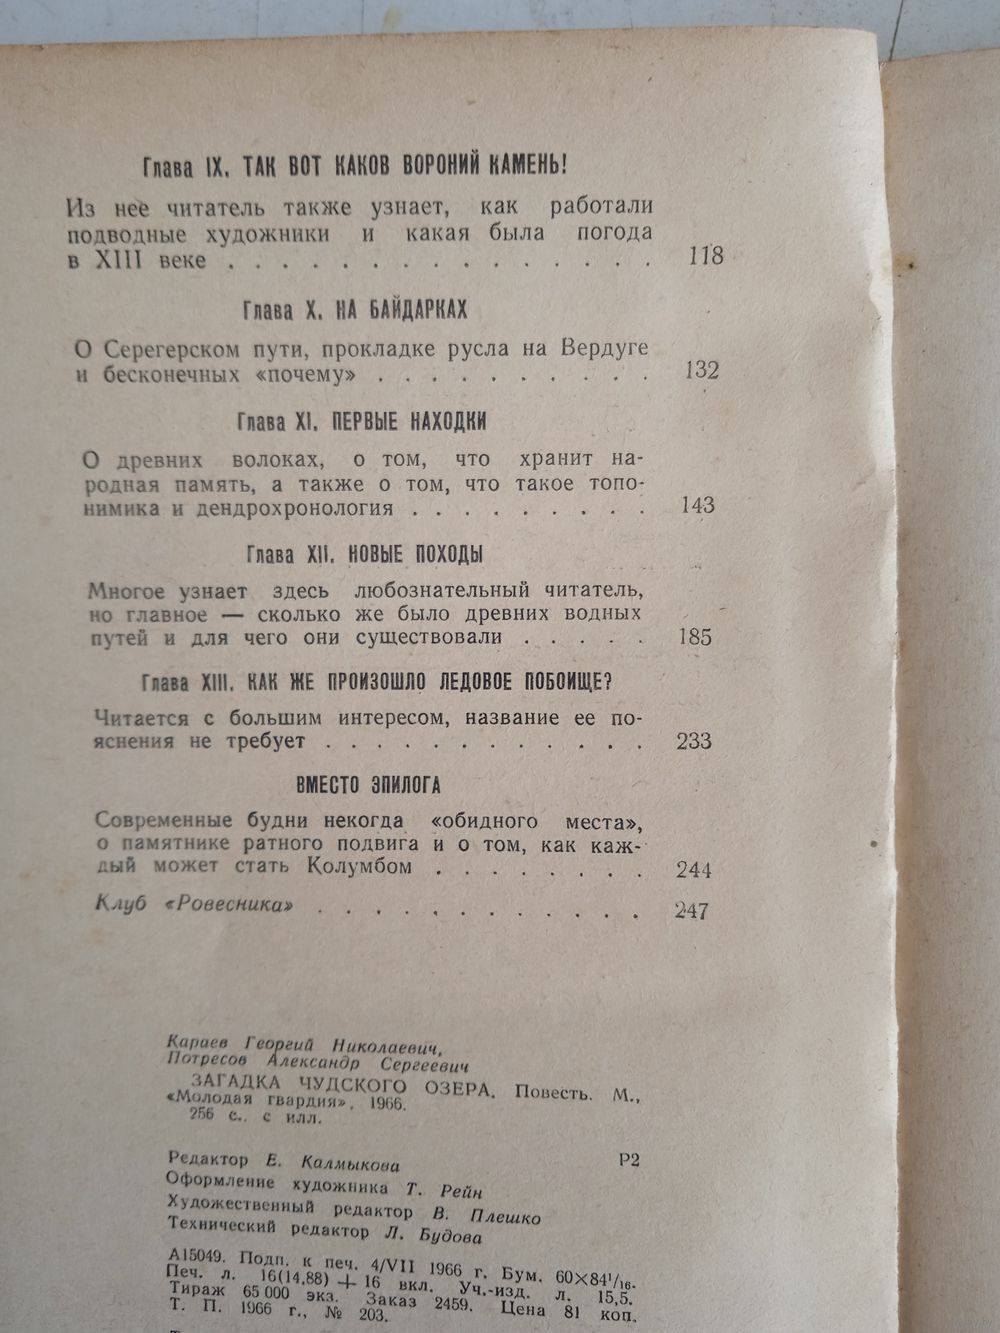 Глава IX. ТАК ВОТ КАКОВ ВОРОНИЙ КАМЕНЬ!
Из нее читатель также узнает, как работали
подводные художники и какая была погода
в XIII веке . . . . . . . . . . . . . . . 118
Глава X. НА БАЙДАРКАХ
О Серегерском пути, прокладке русла на Вердуге
и бесконечных «почему» . . . . . . . . . . 132
Глава XI. ПЕРВЫЕ НАХОДКИ
О древних волоках, о том, что хранит на-
родная память, а также о том, что такое топо-
нимика и дендрохронология . . . . . . . . . 143
Глава XII. НОВЫЕ ПОХОДЫ
Многое узнает здесь любознательный читатель,
но главное — сколько же было древних водных
путей и для чего они существовали . . . . . 185
Глава XIII. КАК ЖЕ ПРОИЗОШЛО ЛЕДОВОЕ ПОБОИЩЕ?
Читается с большим интересом, название ее по-
яснения не требует . . . . . . . . . . . . 233
ВМЕСТО ЭПИЛОГА
Современные будни некогда «обидного места»,
о памятнике ратного подвига и о том, как каж-
дый может стать Колумбом . . . . . . . . 244
Клуб «Ровесника» . . . . . . . . . . . . 247
Караев Георгий Николаевич,
Потресов Александр Сергеевич
ЗАГАДКА ЧУДСКОГО ОЗЕРА. Повесть. М.,
«Молодая гвардия», 1966.
256 с., с илл.
Р2
Редактор Е. Калмыкова
Оформление художника Т. Рейн
Художественный редактор В. Плешко
Технический редактор Л. Будова
А15049. Подп. к печ. 4/VII 1966 г. Бум. 60×84¹/₁₆.
Печ. л. 16(14,88) + 16 вкл. Уч.-изд. л. 15,5.
Тираж 65 000 экз. Заказ 2459. Цена 81 коп.
Т. П. 1966 г., № 203.